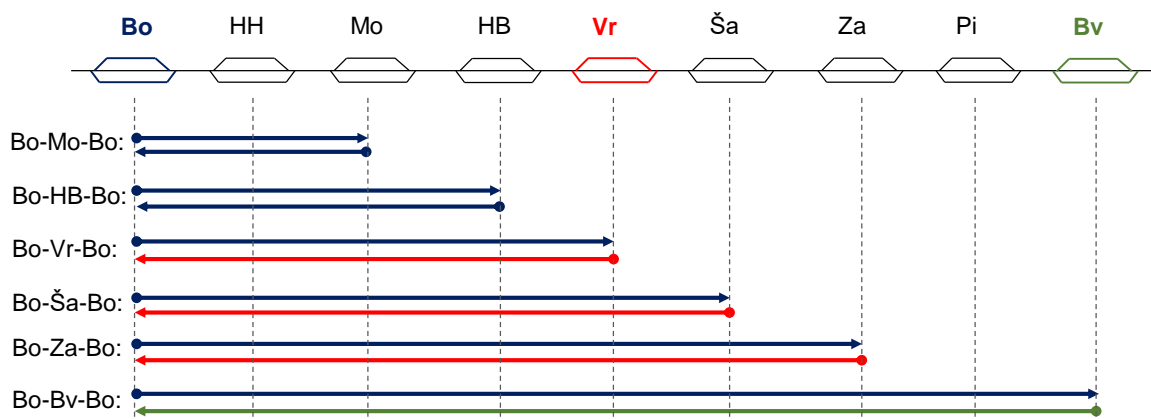 Bo HH Mo HB Vr Ša Za Pi Bv
Bo-Mo-Bo:
Bo-HB-Bo:
Bo-Vr-Bo:
Bo-Ša-Bo:
Bo-Za-Bo:
Bo-Bv-Bo: